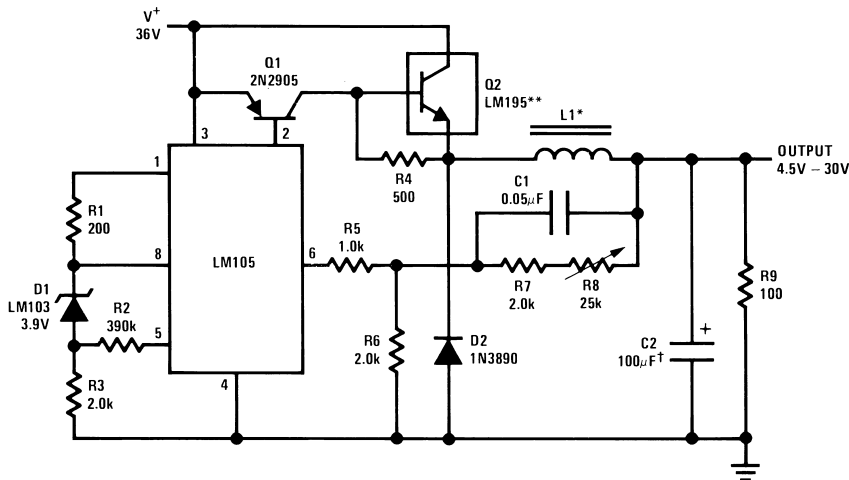 V+
36V
Q1
2N2905
Q2
LM195**
L1*
OUTPUT
4.5V – 30V
3
2
1
R4
500
C1
0.05μF
R1
200
R5
1.0k
8
LM105
6
R7
2.0k
R8
25k
R9
100
D1
LM103
3.9V
R2
390k
5
R6
2.0k
D2
1N3890
C2
100μF†
+
R3
2.0k
4